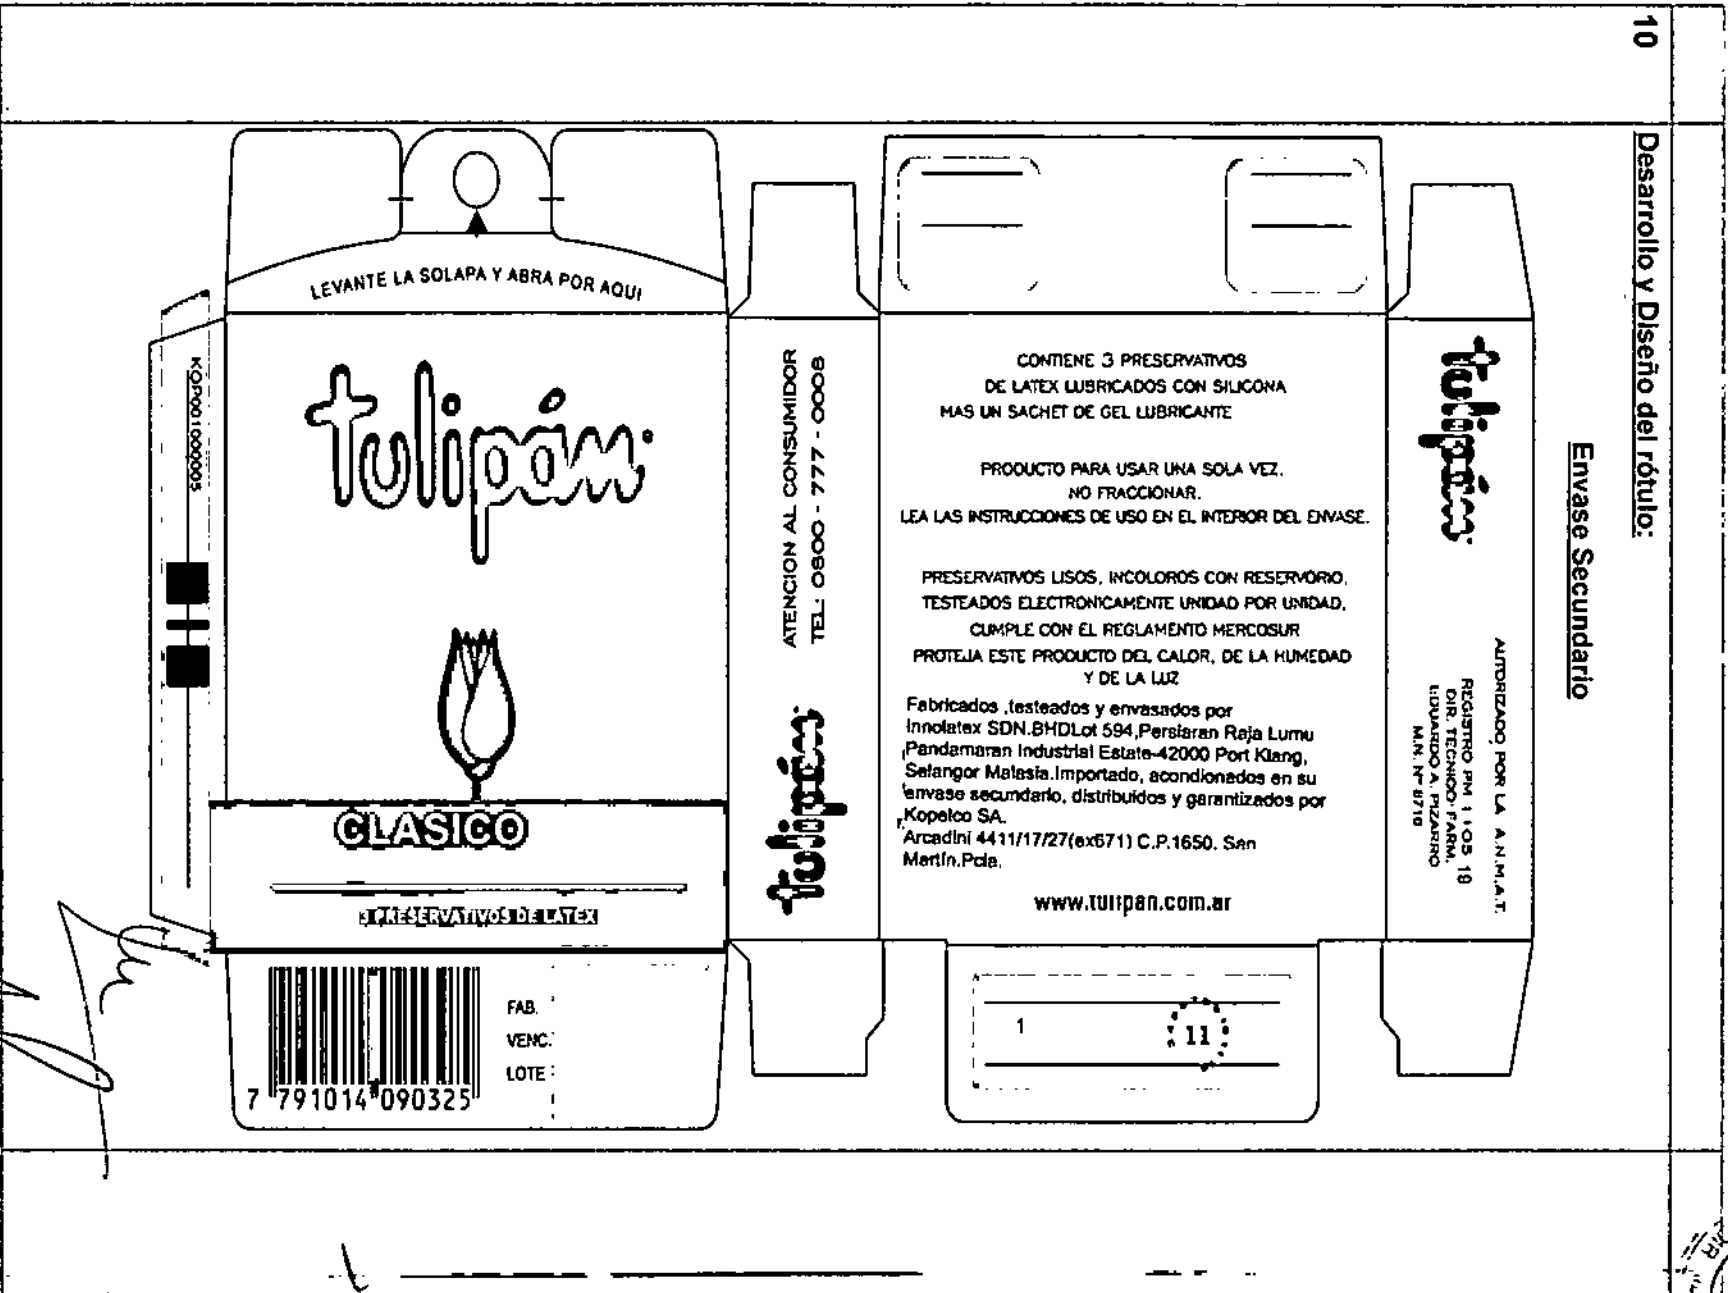 10
Desarrollo y Diseño del rótulo:
Envase Secundario
LEVANTE LA SOLAPA Y ABRA POR AQUI
KOP001000005
tulipán
CLASICO
3 PRESERVATIVOS DE LATEX
7 791014 090325
FAB.
VENC.
LOTE
ATENCION AL CONSUMIDOR
TEL.: 0800 - 777 - 0008
tulipán
CONTIENE 3 PRESERVATIVOS
DE LATEX LUBRICADOS CON SILICONA
MAS UN SACHET DE GEL LUBRICANTE
PRODUCTO PARA USAR UNA SOLA VEZ.
NO FRACCIONAR.
LEA LAS INSTRUCCIONES DE USO EN EL INTERIOR DEL ENVASE.
PRESERVATIVOS LISOS, INCOLOROS CON RESERVORIO,
TESTEADOS ELECTRONICAMENTE UNIDAD POR UNIDAD,
CUMPLE CON EL REGLAMENTO MERCOSUR
PROTEJA ESTE PRODUCTO DEL CALOR, DE LA HUMEDAD
Y DE LA LUZ
Fabricados ,testeados y envasados por
Innolatex SDN.BHDLot 594,Persiaran Raja Lumu
Pandamaran Industrial Estate-42000 Port Klang,
Selangor Malasia.Importado, acondionados en su
envase secundario, distribuidos y garantizados por
Kopelco SA.
Arcadini 4411/17/27(ex671) C.P.1650. San
Martín.Pcia.
www.tulipan.com.ar
1
11
tulipán
AUTORIZADO POR LA A.N.M.A.T.
REGISTRO PM 1105 19
DIR. TECNICO: FARM.
EDUARDO A. PIZARRO
M.N. Nº 8710